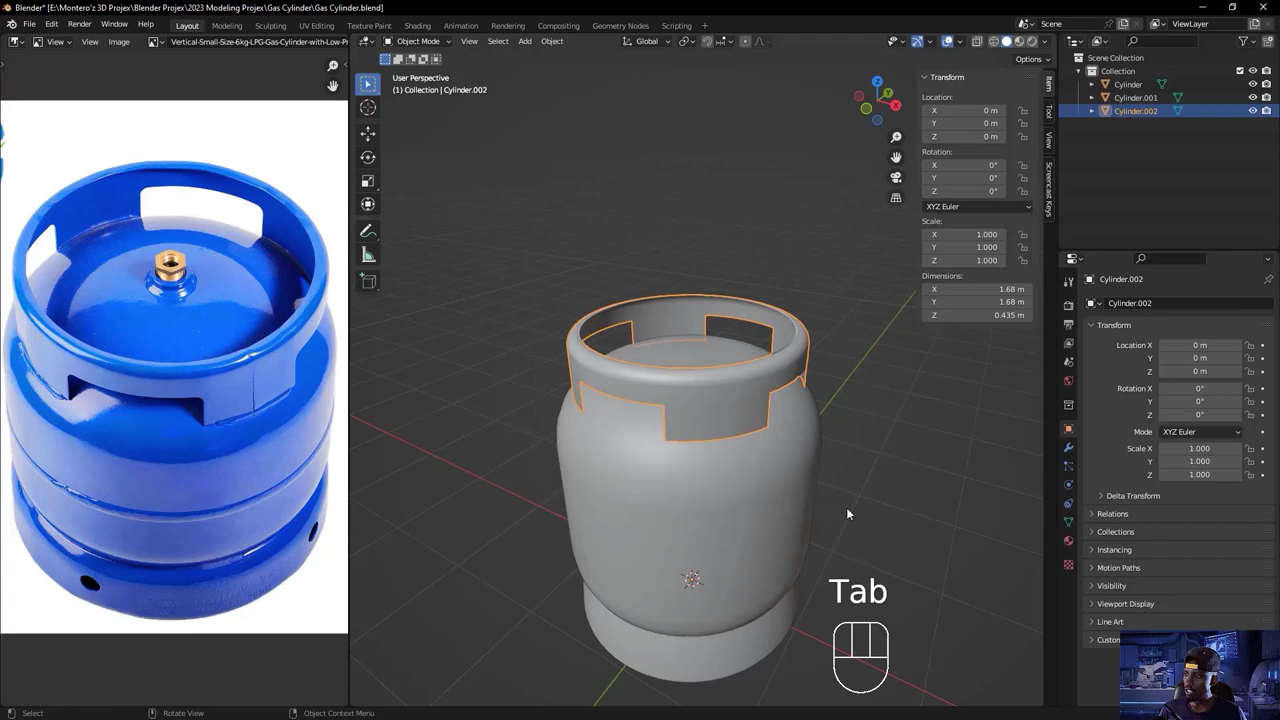 Blender* [E:\Montero'z 3D Projex\Blender Projex\2023 Modeling Projex\Gas Cylinder\Gas Cylinder.blend]
File Edit Render Window Help Layout Modeling Sculpting UV Editing Texture Paint Shading Animation Rendering Compositing Geometry Nodes Scripting Scene ViewLayer
View View Image Vertical-Small-Size-6kg-LPG-Gas-Cylinder-with-Low-Pr Object Mode View Select Add Object Global
Options
User Perspective
(1) Collection | Cylinder.002
Z
Y
X
Transform
Location:
X 0 m
Y 0 m
Z 0 m
Rotation:
X 0°
Y 0°
Z 0°
XYZ Euler
Scale:
X 1.000
Y 1.000
Z 1.000
Dimensions:
X 1.68 m
Y 1.68 m
Z 0.435 m
Item
Tool
View
Screencast Keys
Scene Collection
Collection
Cylinder
Cylinder.001
Cylinder.002
Cylinder.002
Cylinder.002
Transform
Location X 0 m
Y 0 m
Z 0 m
Rotation X 0°
Y 0°
Z 0°
Mode XYZ Euler
Scale X 1.000
Y 1.000
Z 1.000
Delta Transform
Relations
Collections
Instancing
Motion Paths
Visibility
Viewport Display
Line Art
Tab
Select Rotate View Object Context Menu